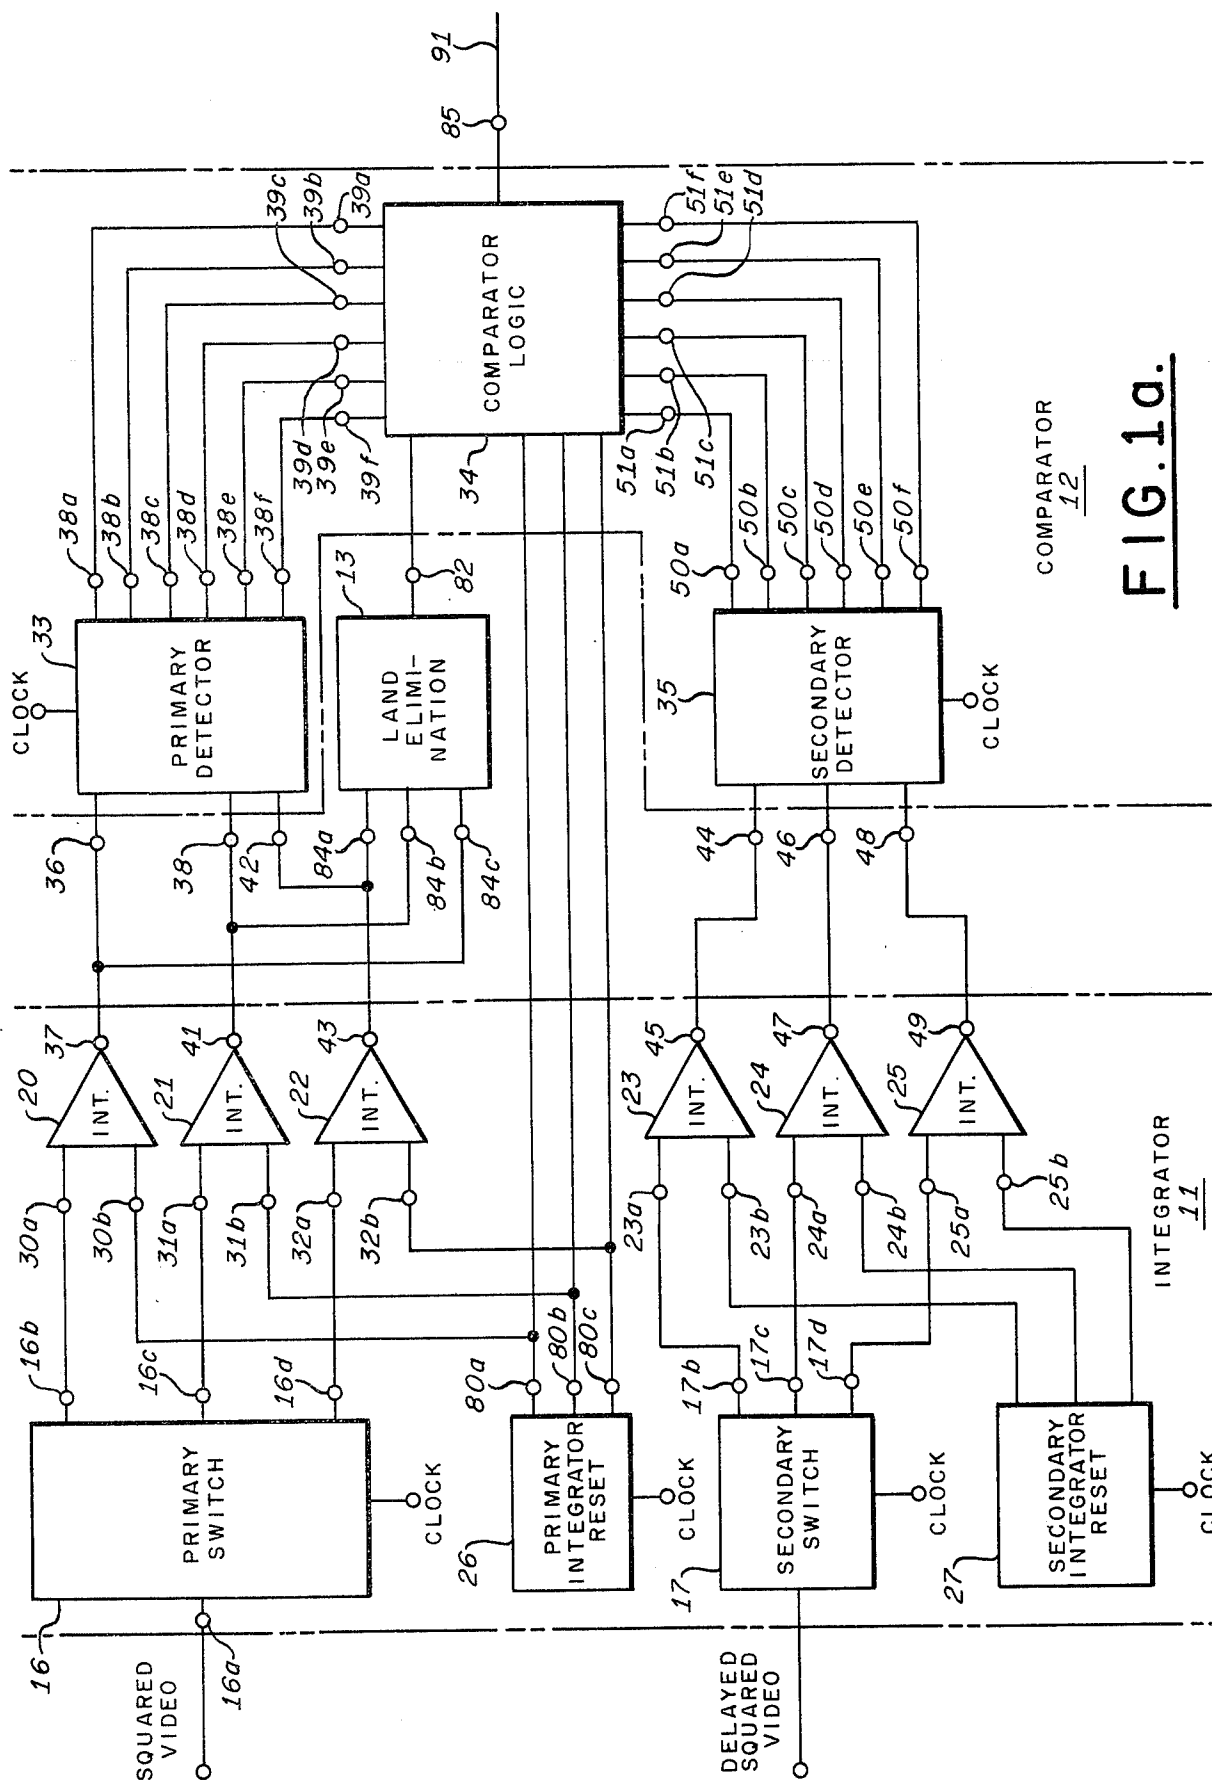 SQUARED
VIDEO
16a
16
PRIMARY
SWITCH
CLOCK
16b
16c
16d
30a
30b
31a
31b
32a
32b
20
INT.
37
21
INT.
41
22
INT.
43
36
38
42
84a
84b
84c
CLOCK
33
PRIMARY
DETECTOR
38a
38b
38c
38d
38e
38f
13
LAND
ELIMI-
NATION
82
39a
39b
39c
39d
39e
39f
34
COMPARATOR
LOGIC
85
91
26
PRIMARY
INTEGRATOR
RESET
CLOCK
80a
80b
80c
DELAYED
SQUARED
VIDEO
17
SECONDARY
SWITCH
CLOCK
17b
17c
17d
27
SECONDARY
INTEGRATOR
RESET
CLOCK
23a
23b
24a
24b
25a
25b
23
INT.
45
24
INT.
47
25
INT.
49
44
46
48
35
SECONDARY
DETECTOR
CLOCK
50a
50b
50c
50d
50e
50f
51a
51b
51c
51d
51e
51f
INTEGRATOR
11
COMPARATOR
12
FIG.1a.